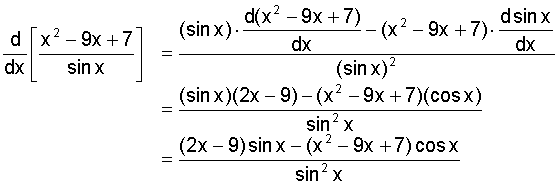 d/dx[(x² − 9x + 7)/(sin x)] = ((sin x) · d(x² − 9x + 7)/dx − (x² − 9x + 7) · d sin x/dx)/(sin x)²
= ((sin x)(2x − 9) − (x² − 9x + 7)(cos x))/(sin² x)
= ((2x − 9) sin x − (x² − 9x + 7) cos x)/(sin² x)